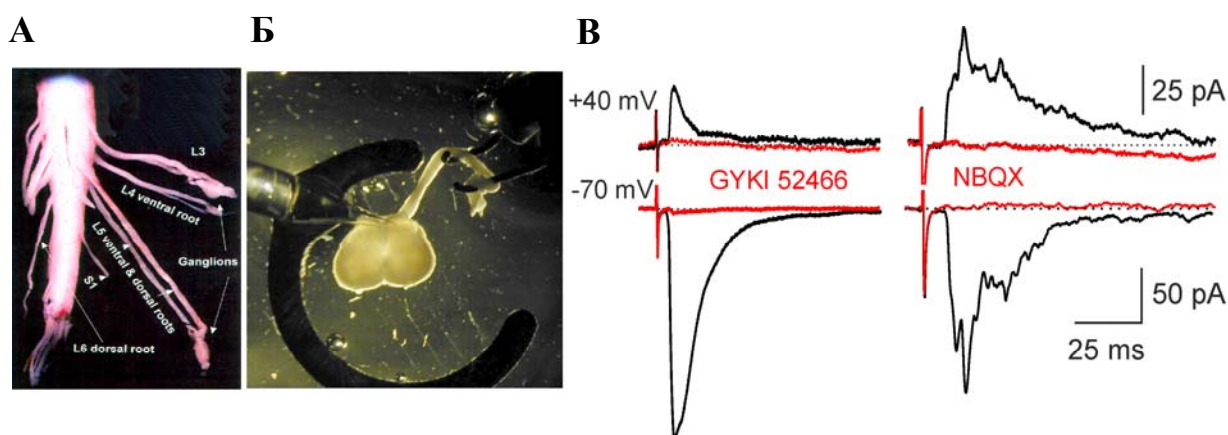 А
Б
В
L3
L4 ventral root
L5 ventral & dorsal roots
Ganglions
S1
L6 dorsal root
+40 mV
-70 mV
GYKI 52466
NBQX
25 pA
50 pA
25 ms